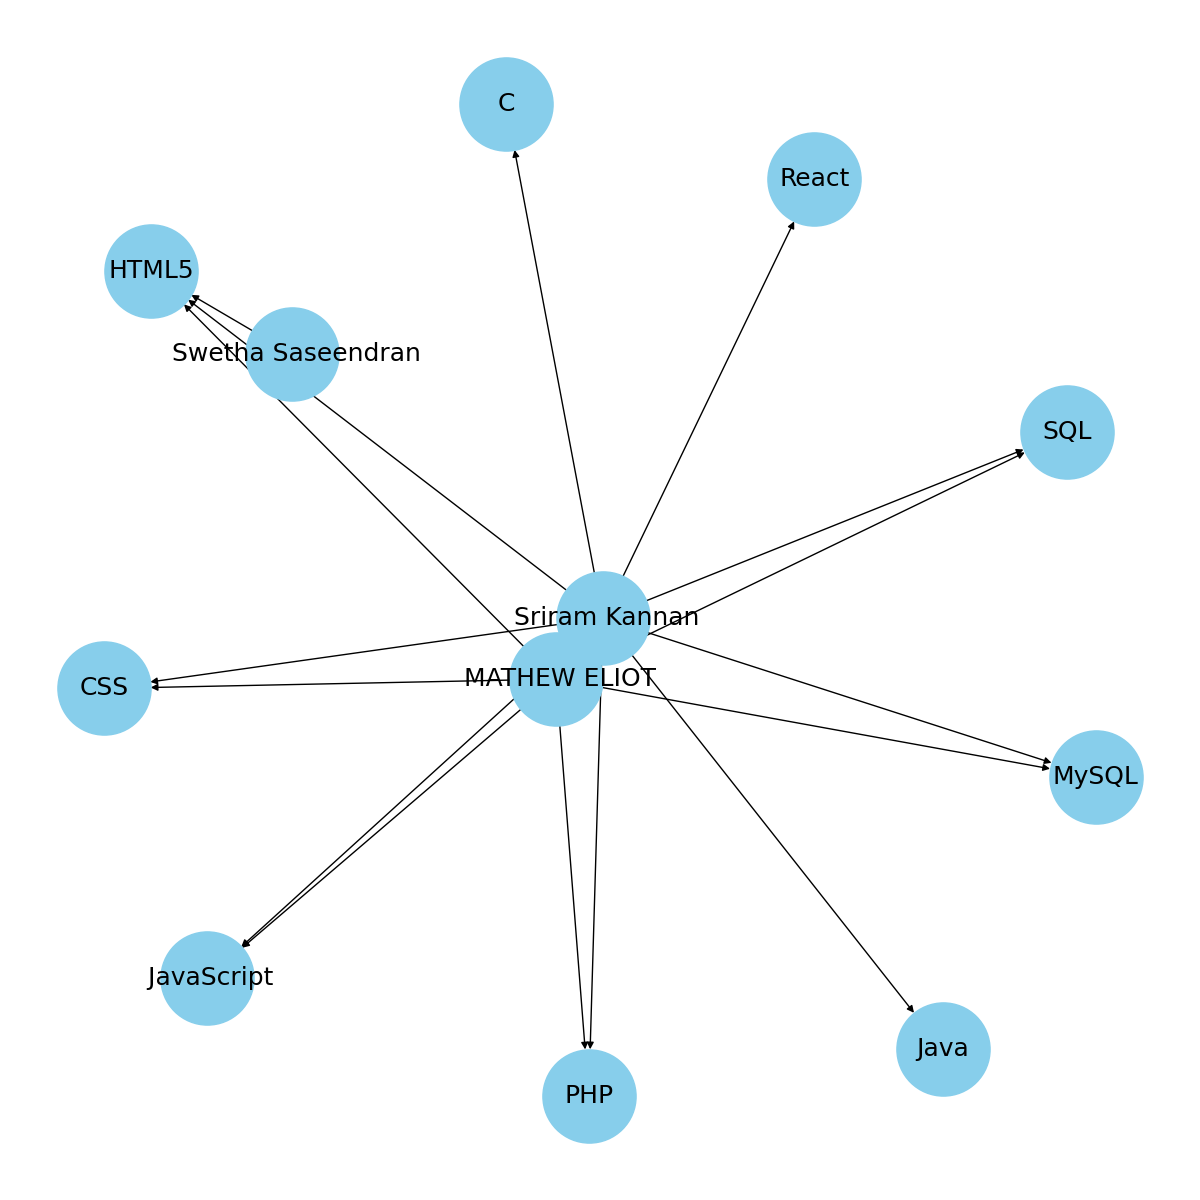 C
React
HTML5
Swetha Saseendran
SQL
Sriram Kannan
MATHEW ELIOT
CSS
MySQL
JavaScript
Java
PHP